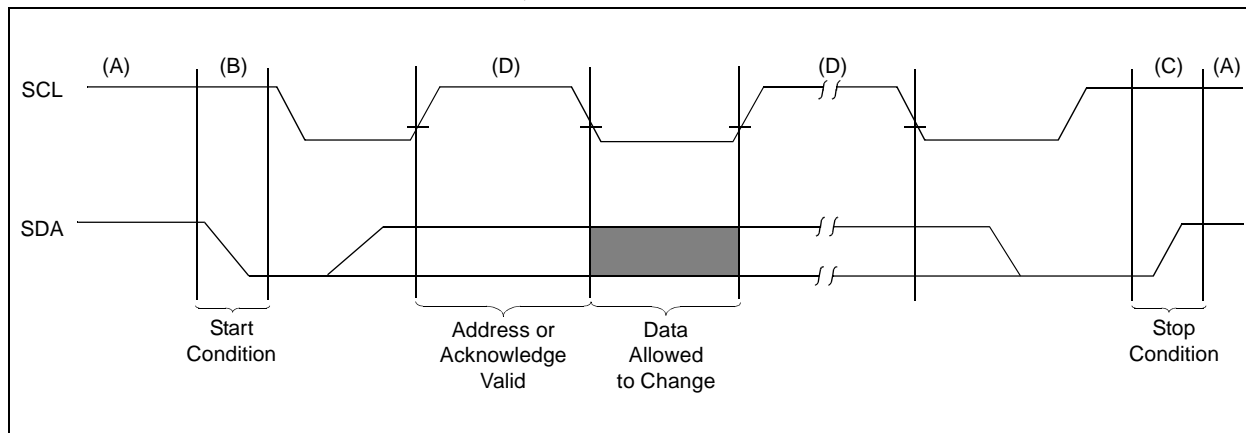 (A) (B) (D) (D) (C) (A)
SCL
SDA
Start
Condition
Address or
Acknowledge
Valid
Data
Allowed
to Change
Stop
Condition